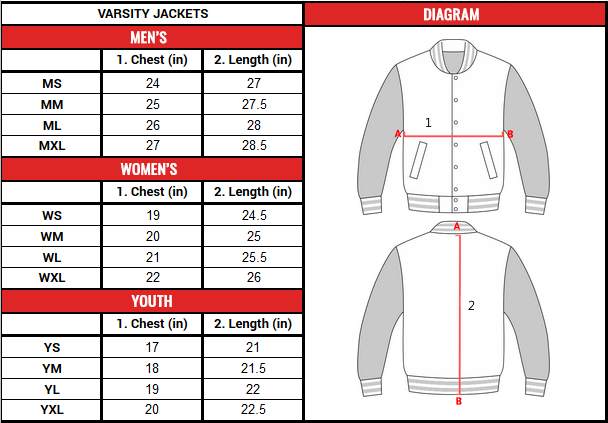 VARSITY JACKETS
MEN'S
1. Chest (in) 2. Length (in)
MS 24 27
MM 25 27.5
ML 26 28
MXL 27 28.5
WOMEN'S
1. Chest (in) 2. Length (in)
WS 19 24.5
WM 20 25
WL 21 25.5
WXL 22 26
YOUTH
1. Chest (in) 2. Length (in)
YS 17 21
YM 18 21.5
YL 19 22
YXL 20 22.5
DIAGRAM
1
A B
A
2
B